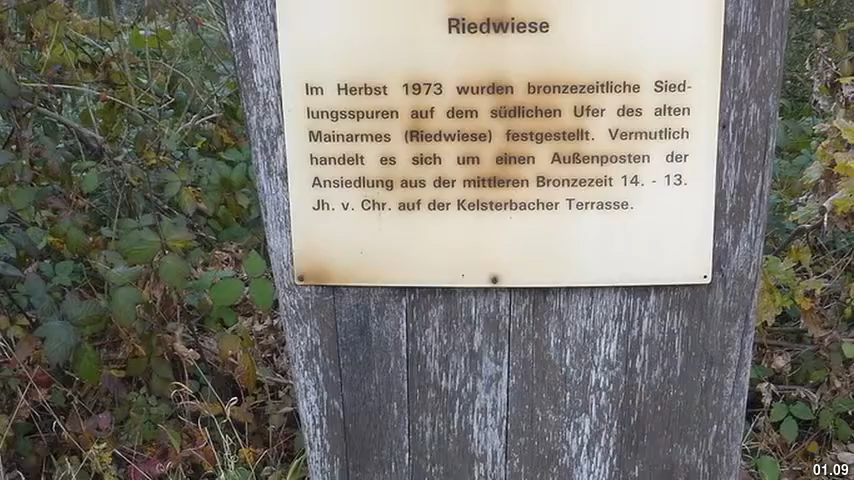 Riedwiese
Im Herbst 1973 wurden bronzezeitliche Sied-
lungsspuren auf dem südlichen Ufer des alten
Mainarmes (Riedwiese) festgestellt. Vermutlich
handelt es sich um einen Außenposten der
Ansiedlung aus der mittleren Bronzezeit 14. - 13.
Jh. v. Chr. auf der Kelsterbacher Terrasse.
01.09